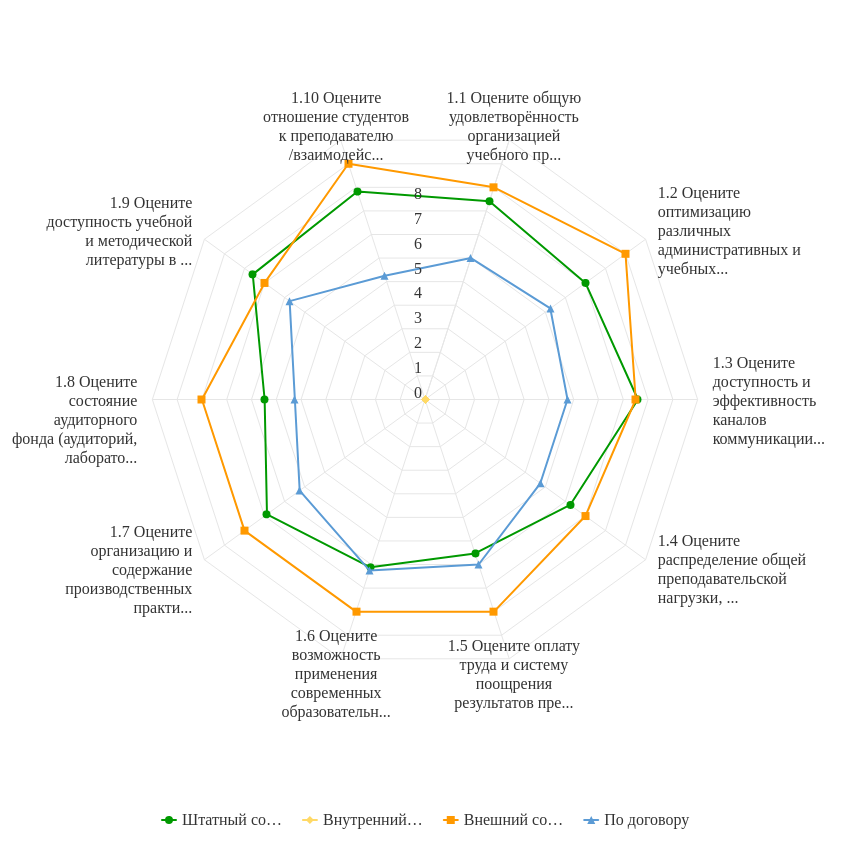 1.10 Оцените
отношение студентов
к преподавателю
/взаимодейс...
1.1 Оцените общую
удовлетворённость
организацией
учебного пр...
1.2 Оцените
оптимизацию
различных
административных и
учебных...
1.3 Оцените
доступность и
эффективность
каналов
коммуникации...
1.4 Оцените
распределение общей
преподавательской
нагрузки, ...
1.5 Оцените оплату
труда и систему
поощрения
результатов пре...
1.6 Оцените
возможность
применения
современных
образовательн...
1.7 Оцените
организацию и
содержание
производственных
практи...
1.8 Оцените
состояние
аудиторного
фонда (аудиторий,
лаборато...
1.9 Оцените
доступность учебной
и методической
литературы в ...
8
7
6
5
4
3
2
1
0
Штатный со… Внутренний… Внешний со… По договору